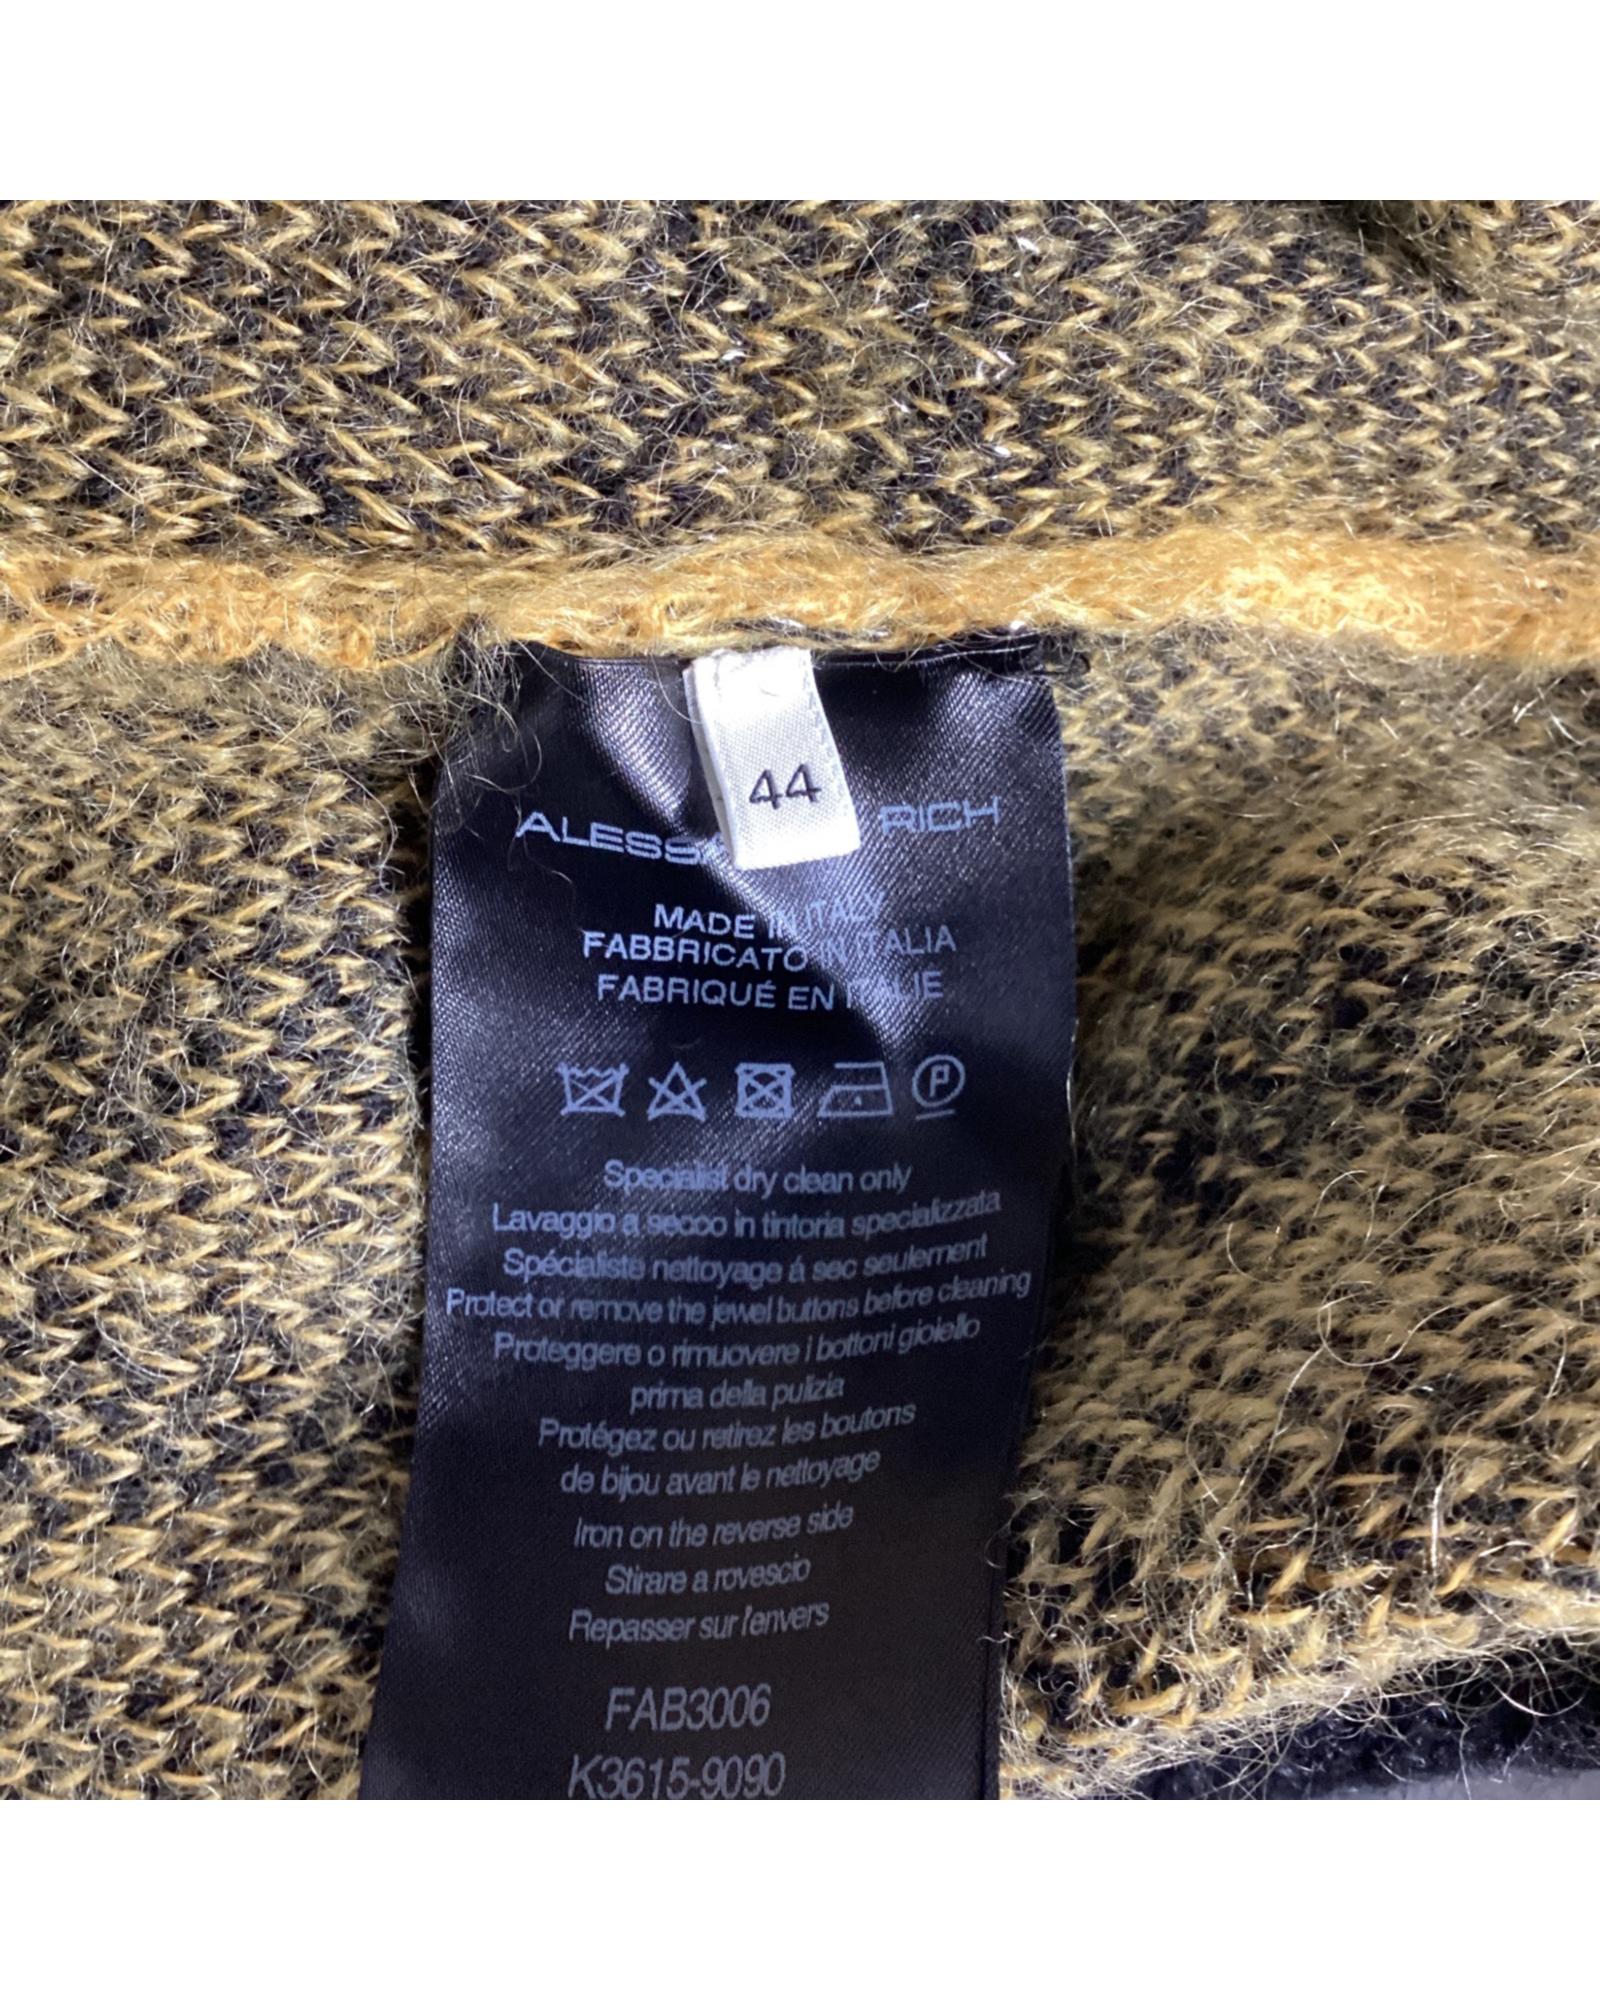 44
ALESS RICH
MADE IN ITALY
FABBRICATO IN ITALIA
FABRIQUÉ EN ITALIE
P
Specialist dry clean only
Lavaggio a secco in tintoria specializzata
Spécialiste nettoyage á sec seulement
Protect or remove the jewel buttons before cleaning
Proteggere o rimuovere i bottoni gioiello
prima della pulizia
Protégez ou retirez les boutons
de bijou avant le nettoyage
Iron on the reverse side
Stirare a rovescio
Repasser sur l'envers
FAB3006
K3615-9090